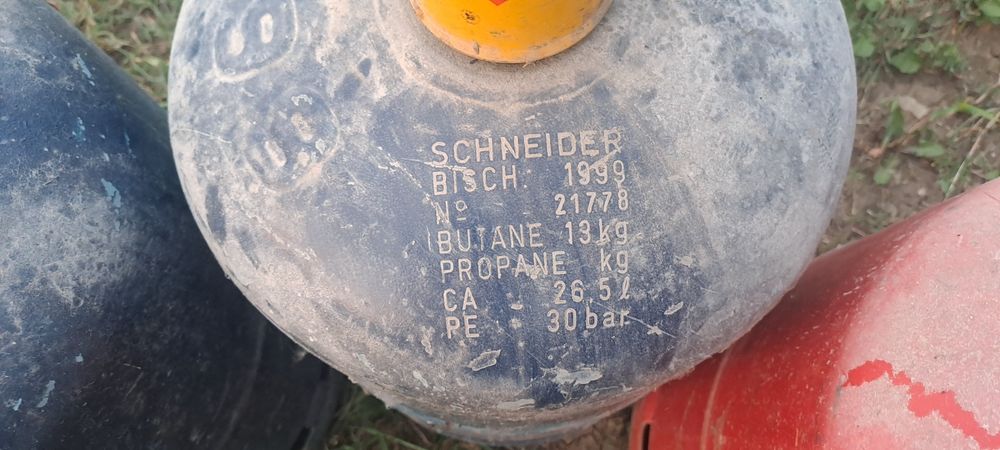 SCHNEIDER
BISCH. 1999
Nº 21778
BUTANE 13kg
PROPANE kg
CA 26,5ℓ
PE 30bar